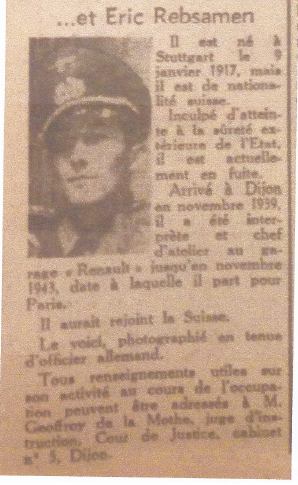 ...et Eric Rebsamen
Il est né à
Stuttgart le 9
janvier 1917, mais
il est de nationa-
lité suisse.
Inculpé d'attein-
te à la sûreté ex-
térieure de l'Etat,
il est actuelle-
ment en fuite.
Arrivé à Dijon
en novembre 1939,
il a été inter-
prète et chef
d'atelier au ga-
rage « Renault » jusqu'en novembre
1943, date à laquelle il part pour
Paris.
Il aurait rejoint la Suisse.
Le voici, photographié en tenue
d'officier allemand.
Tous renseignements utiles sur
son activité au cours de l'occupa-
tion peuvent être adressés à M.
Geoffroy de la Mothe, juge d'ins-
truction, Cour de Justice, cabinet
n° 5, Dijon.